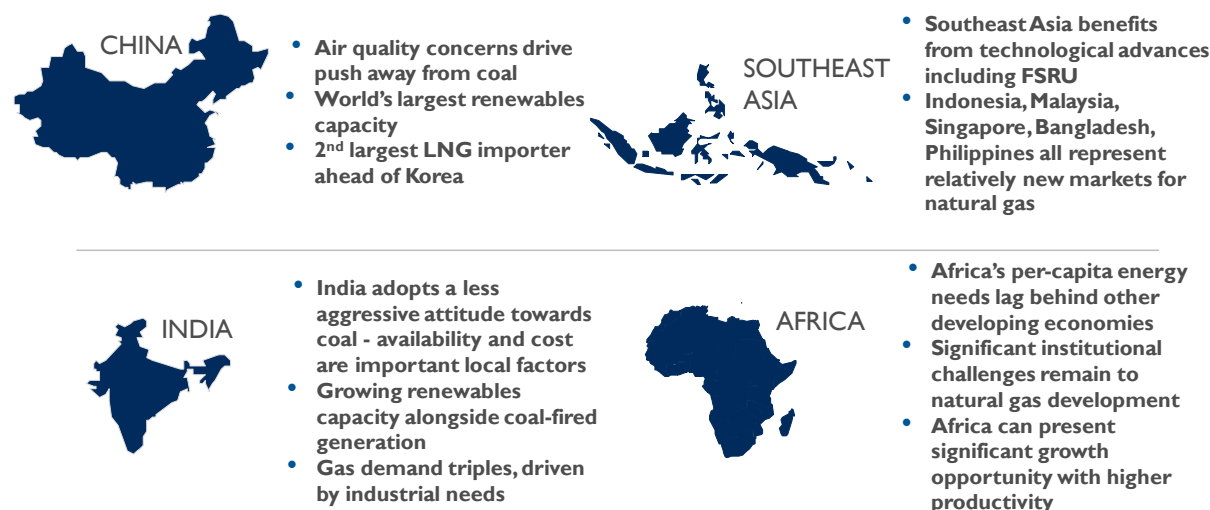 CHINA
• Air quality concerns drive
push away from coal
• World’s largest renewables
capacity
• 2nd largest LNG importer
ahead of Korea
SOUTHEAST
ASIA
• Southeast Asia benefits
from technological advances
including FSRU
• Indonesia, Malaysia,
Singapore, Bangladesh,
Philippines all represent
relatively new markets for
natural gas
INDIA
• India adopts a less
aggressive attitude towards
coal - availability and cost
are important local factors
• Growing renewables
capacity alongside coal-fired
generation
• Gas demand triples, driven
by industrial needs
AFRICA
• Africa’s per-capita energy
needs lag behind other
developing economies
• Significant institutional
challenges remain to
natural gas development
• Africa can present
significant growth
opportunity with higher
productivity